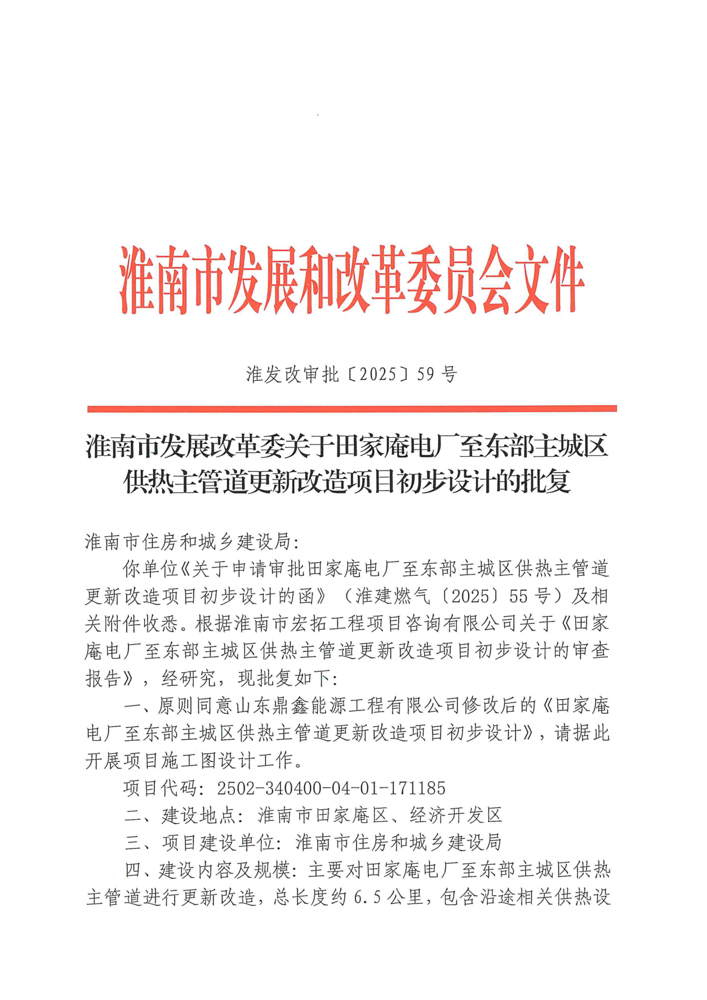 淮南市发展和改革委员会文件
淮发改审批〔2025〕59 号
淮南市发展改革委关于田家庵电厂至东部主城区
供热主管道更新改造项目初步设计的批复
淮南市住房和城乡建设局：
你单位《关于申请审批田家庵电厂至东部主城区供热主管道
更新改造项目初步设计的函》（淮建燃气〔2025〕55 号）及相
关附件收悉。根据淮南市宏拓工程项目咨询有限公司关于《田家
庵电厂至东部主城区供热主管道更新改造项目初步设计的审查
报告》，经研究，现批复如下：
一、原则同意山东鼎鑫能源工程有限公司修改后的《田家庵
电厂至东部主城区供热主管道更新改造项目初步设计》，请据此
开展项目施工图设计工作。
项目代码：2502-340400-04-01-171185
二、建设地点：淮南市田家庵区、经济开发区
三、项目建设单位：淮南市住房和城乡建设局
四、建设内容及规模：主要对田家庵电厂至东部主城区供热
主管道进行更新改造，总长度约 6.5 公里，包含沿途相关供热设